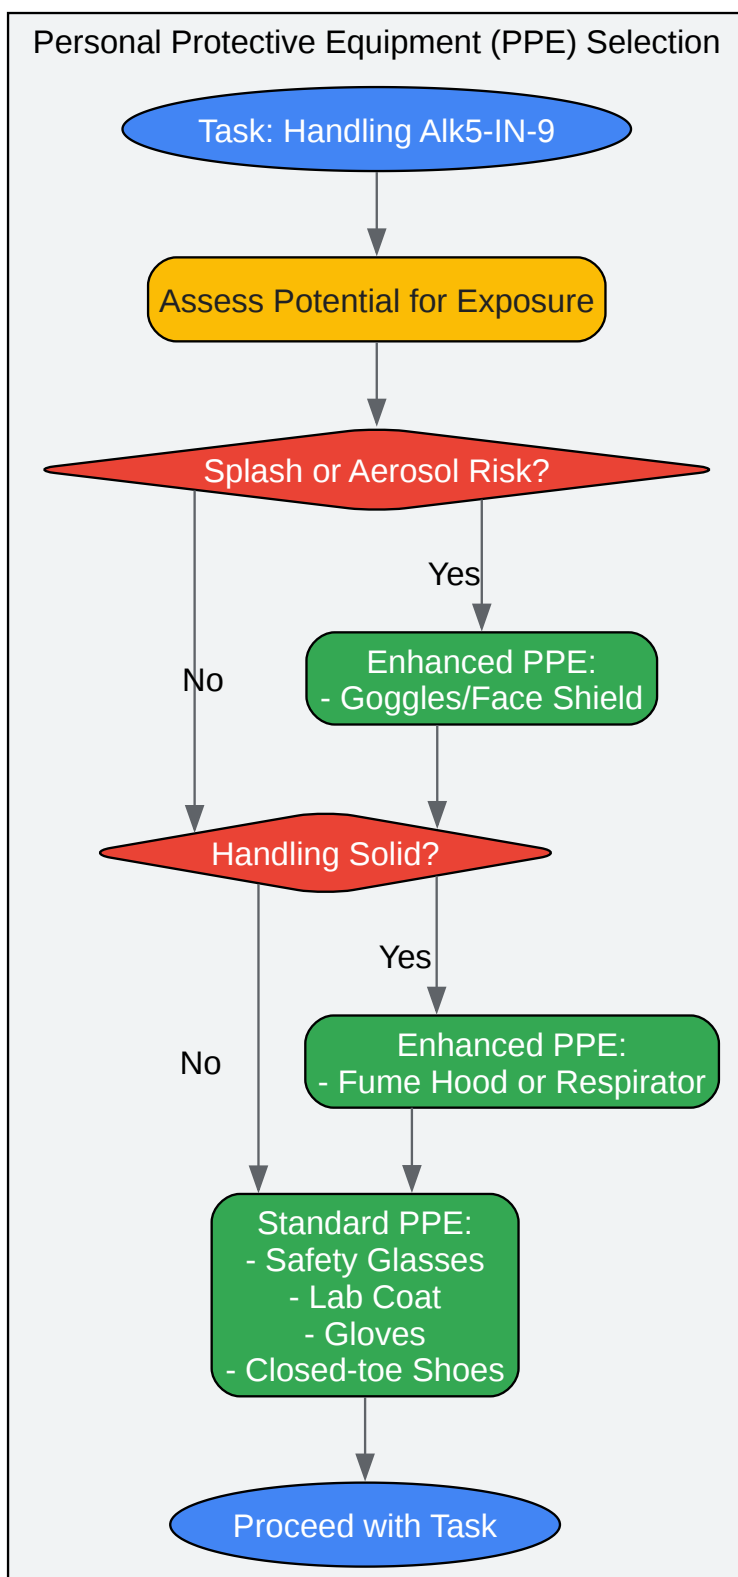 Personal Protective Equipment (PPE) Selection
Task: Handling Alk5-IN-9
Assess Potential for Exposure
Splash or Aerosol Risk?
Yes
Enhanced PPE:
- Goggles/Face Shield
No
Handling Solid?
Yes
Enhanced PPE:
- Fume Hood or Respirator
No
Standard PPE:
- Safety Glasses
- Lab Coat
- Gloves
- Closed-toe Shoes
Proceed with Task